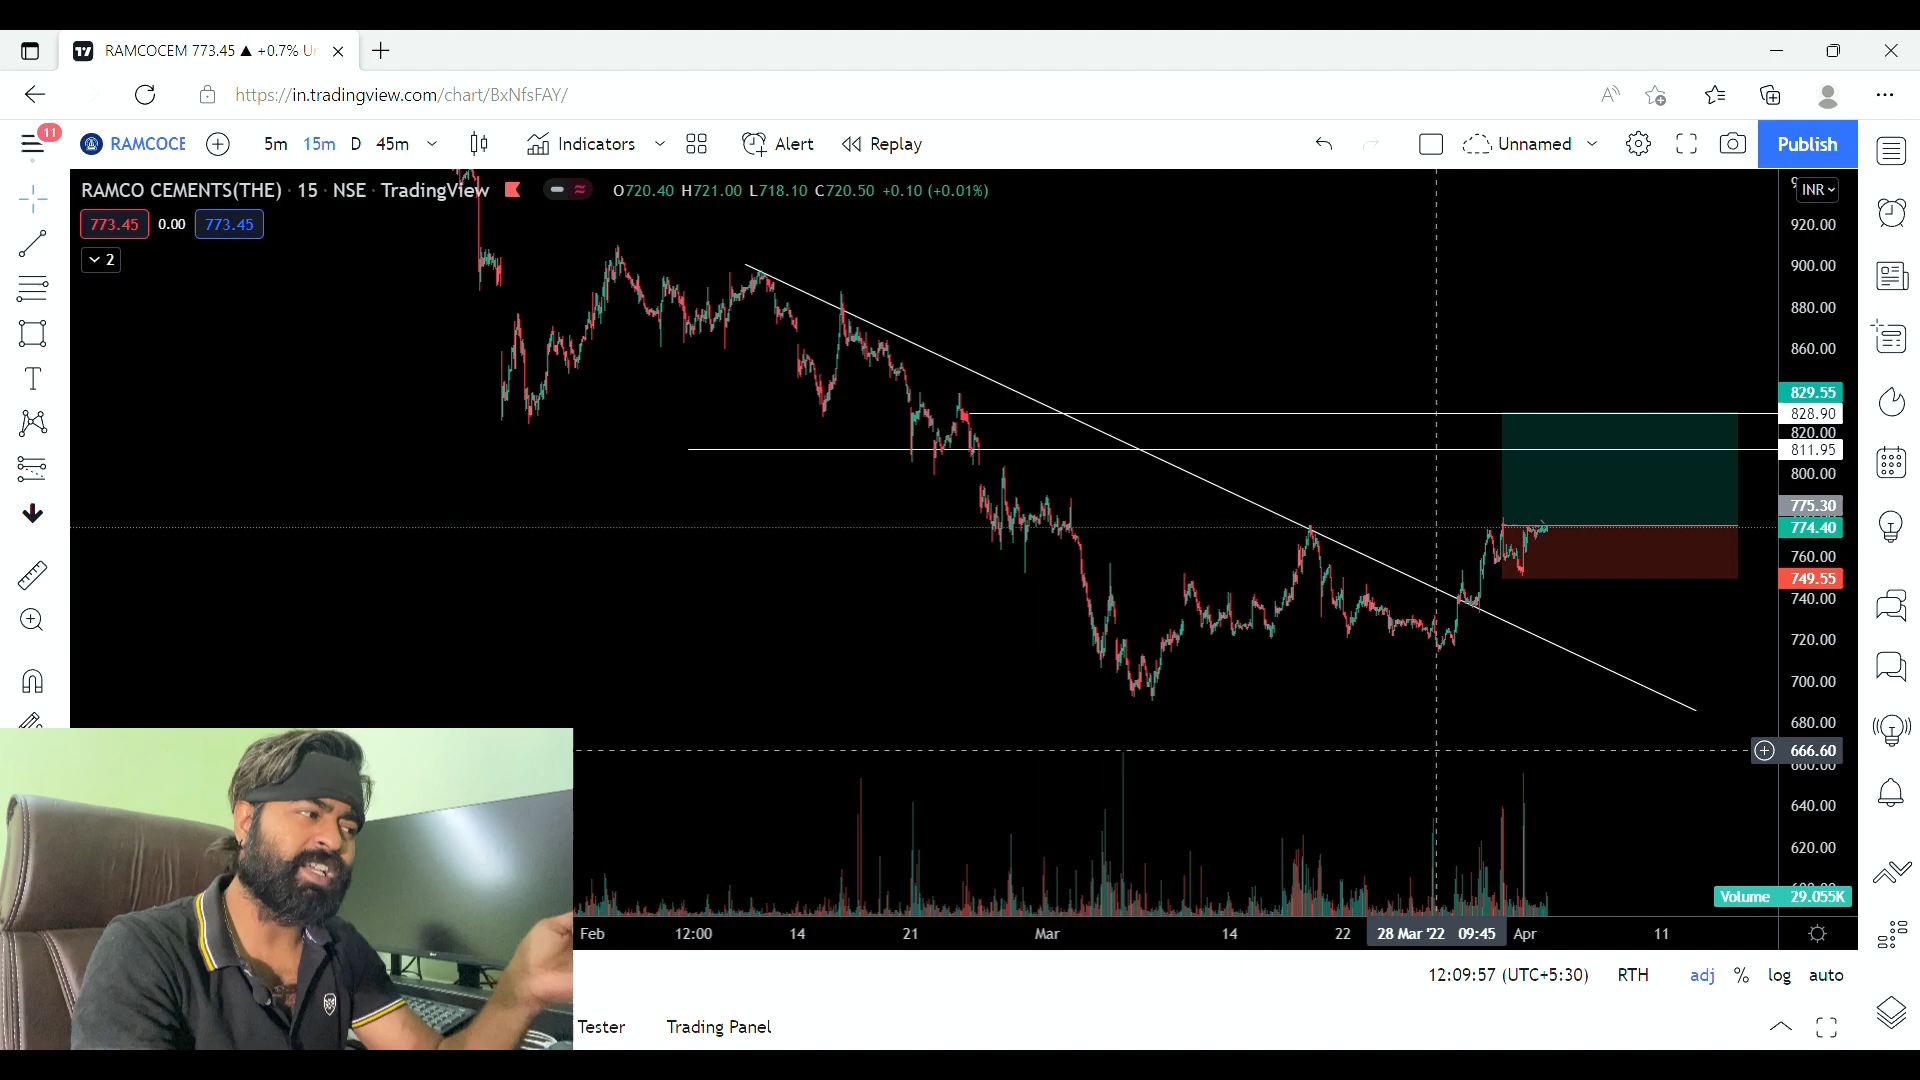 RAMCOCEM 773.45 ▲ +0.7% Un
https://in.tradingview.com/chart/BxNfsFAY/
11
RAMCOCE
5m 15m D 45m
Indicators
Alert
Replay
Unnamed
Publish
RAMCO CEMENTS(THE) · 15 · NSE · TradingView
O720.40 H721.00 L718.10 C720.50 +0.10 (+0.01%)
INR
773.45 0.00 773.45
2
920.00
900.00
880.00
860.00
829.55
828.90
820.00
811.95
800.00
775.30
774.40
760.00
749.55
740.00
720.00
700.00
680.00
666.60
660.00
640.00
620.00
Volume 29.055K
Feb 12:00 14 21 Mar 14 22 28 Mar '22 09:45 Apr 11
12:09:57 (UTC+5:30) RTH adj % log auto
Tester Trading Panel